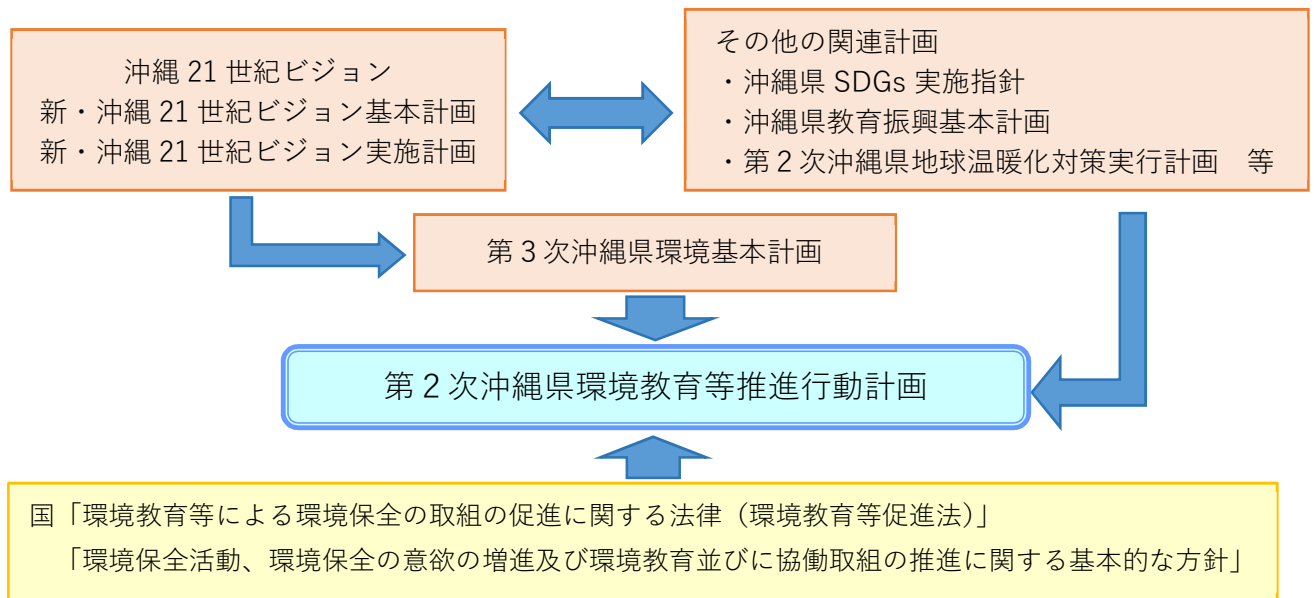 沖縄 21 世紀ビジョン
新・沖縄 21 世紀ビジョン基本計画
新・沖縄 21 世紀ビジョン実施計画
その他の関連計画
・沖縄県 SDGs 実施指針
・沖縄県教育振興基本計画
・第２次沖縄県地球温暖化対策実行計画　等
第３次沖縄県環境基本計画
第２次沖縄県環境教育等推進行動計画
国「環境教育等による環境保全の取組の促進に関する法律（環境教育等促進法）」
「環境保全活動、環境保全の意欲の増進及び環境教育並びに協働取組の推進に関する基本的な方針」